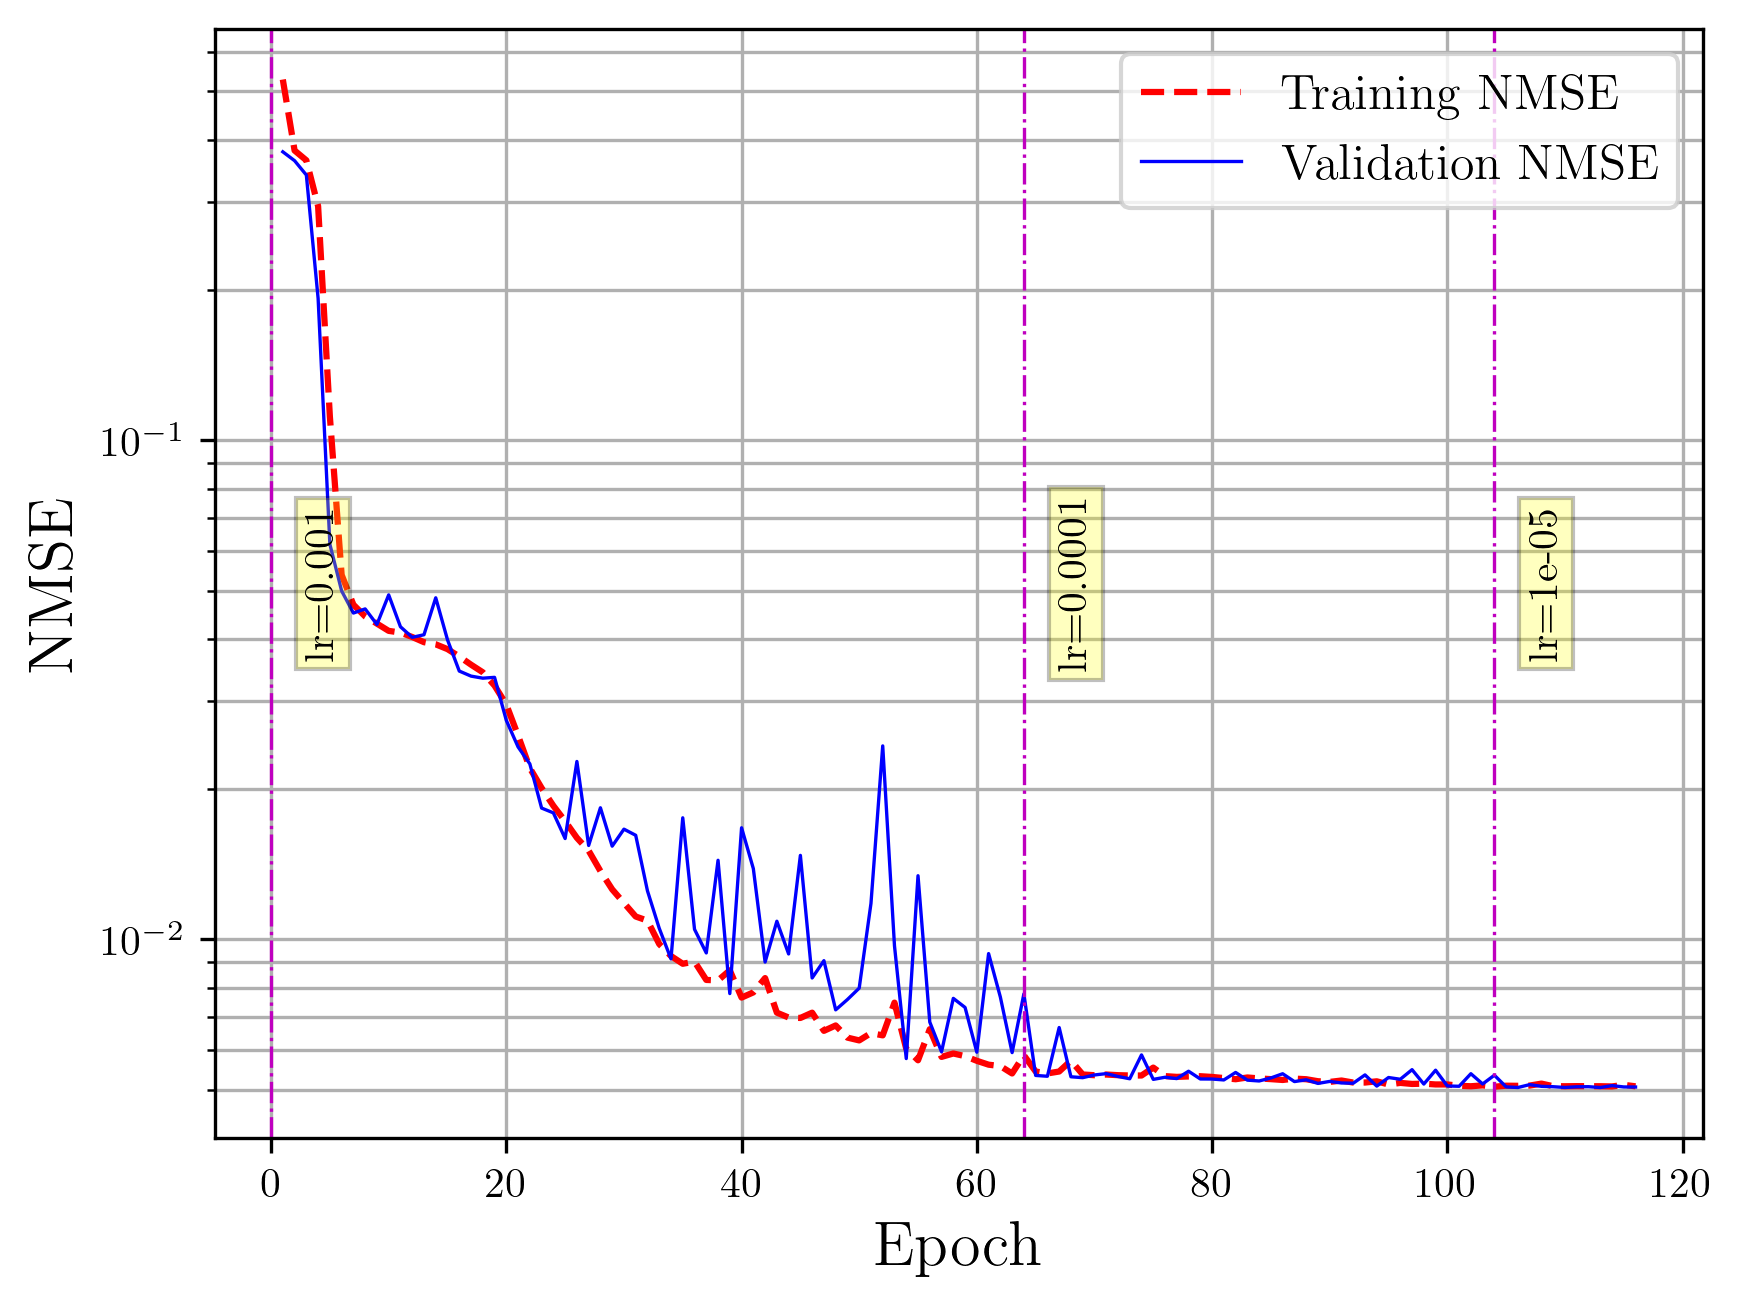 Training NMSE
Validation NMSE
NMSE
10⁻¹
10⁻²
lr=0.001
lr=0.0001
lr=1e-05
0 20 40 60 80 100 120
Epoch